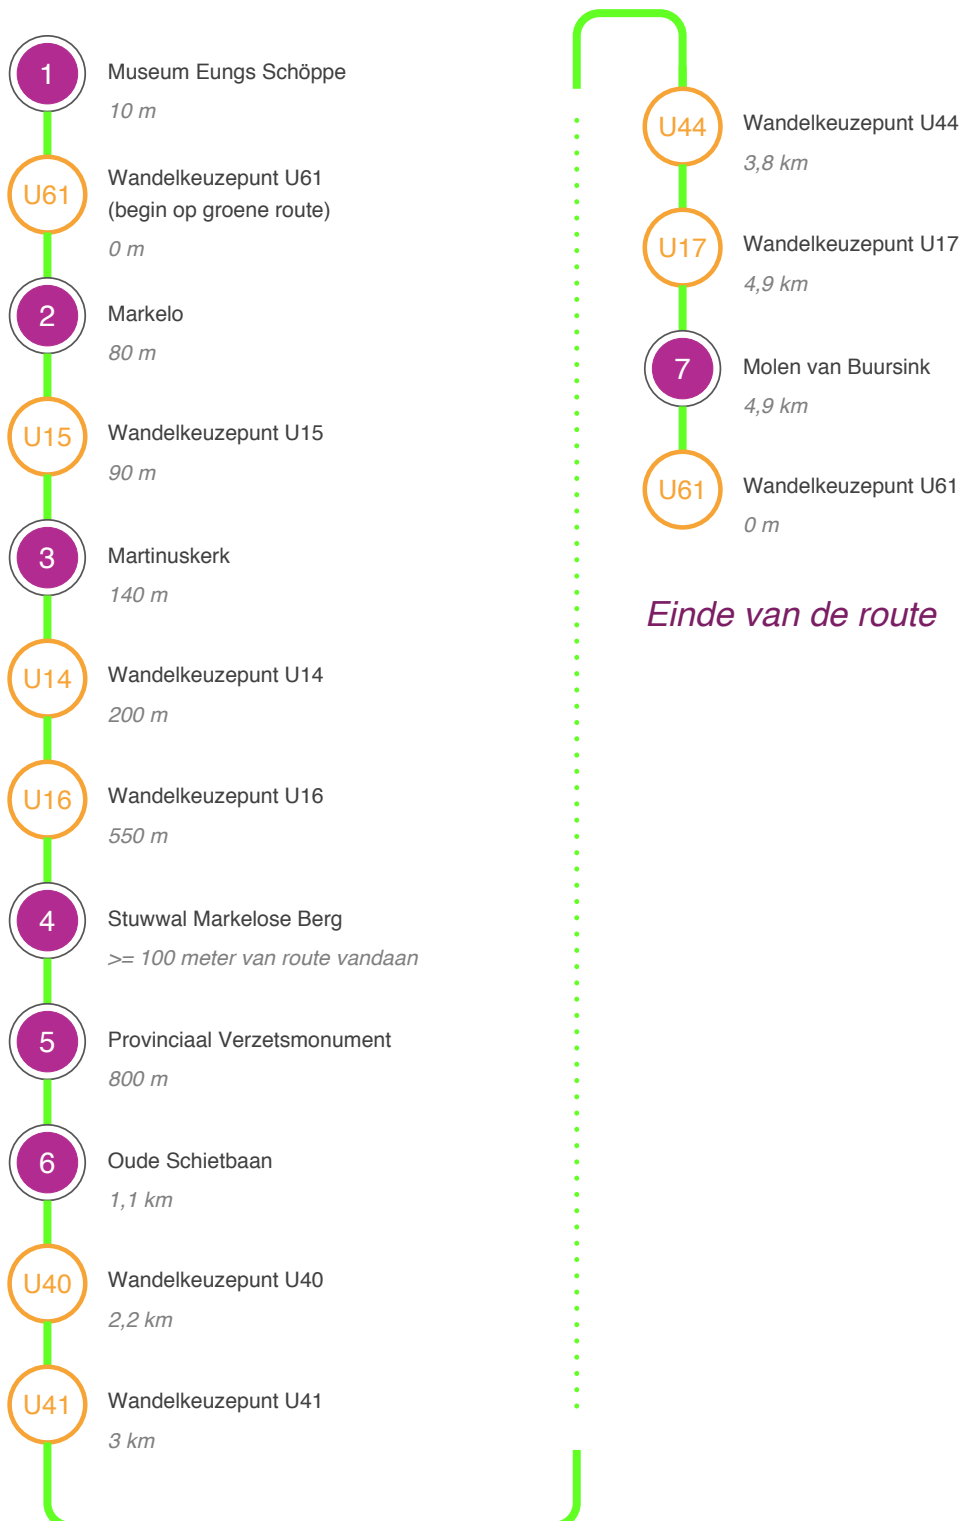 1
Museum Eungs Schöppe
10 m
U61
Wandelkeuzepunt U61
(begin op groene route)
0 m
2
Markelo
80 m
U15
Wandelkeuzepunt U15
90 m
3
Martinuskerk
140 m
U14
Wandelkeuzepunt U14
200 m
U16
Wandelkeuzepunt U16
550 m
4
Stuwwal Markelose Berg
>= 100 meter van route vandaan
5
Provinciaal Verzetsmonument
800 m
6
Oude Schietbaan
1,1 km
U40
Wandelkeuzepunt U40
2,2 km
U41
Wandelkeuzepunt U41
3 km
U44
Wandelkeuzepunt U44
3,8 km
U17
Wandelkeuzepunt U17
4,9 km
7
Molen van Buursink
4,9 km
U61
Wandelkeuzepunt U61
0 m
Einde van de route